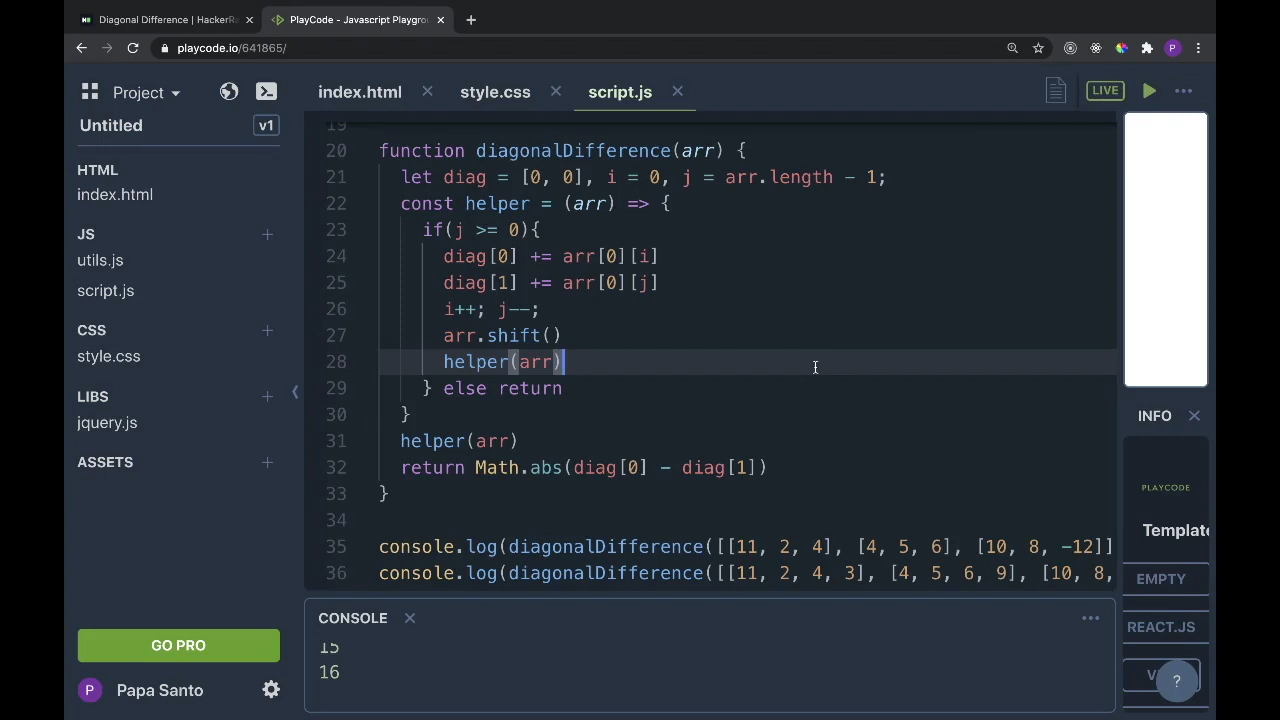 Diagonal Difference | HackerRa
PlayCode - Javascript Playgrou
playcode.io/641865/
P
Project
index.html
style.css
script.js
LIVE
Untitled
v1
HTML
index.html
JS
utils.js
script.js
CSS
style.css
LIBS
jquery.js
ASSETS
GO PRO
P
Papa Santo
19
20 function diagonalDifference(arr) {
21 let diag = [0, 0], i = 0, j = arr.length - 1;
22 const helper = (arr) => {
23 if(j >= 0){
24 diag[0] += arr[0][i]
25 diag[1] += arr[0][j]
26 i++; j--;
27 arr.shift()
28 helper(arr)
29 } else return
30 }
31 helper(arr)
32 return Math.abs(diag[0] - diag[1])
33 }
34
35 console.log(diagonalDifference([[11, 2, 4], [4, 5, 6], [10, 8, -12]]
36 console.log(diagonalDifference([[11, 2, 4, 3], [4, 5, 6, 9], [10, 8,
CONSOLE
15
16
INFO
PLAYCODE
Template
EMPTY
REACT.JS
?